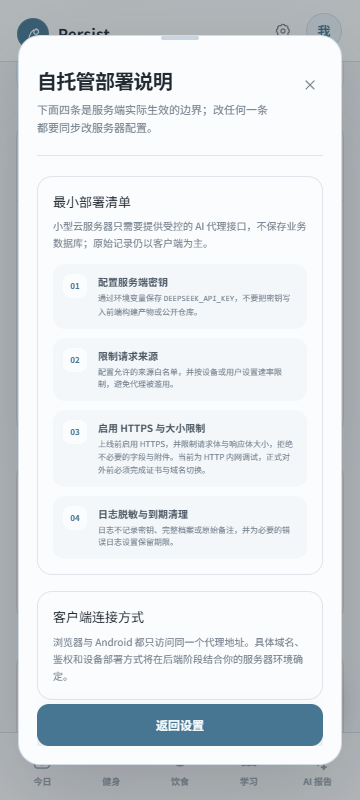 Persist
我
自托管部署说明
下面四条是服务端实际生效的边界；改任何一条
都要同步改服务器配置。
最小部署清单
小型云服务器只需要提供受控的 AI 代理接口，不保存业务
数据库；原始记录仍以客户端为主。
01
配置服务端密钥
通过环境变量保存 DEEPSEEK_API_KEY，不要把密钥写
入前端构建产物或公开仓库。
02
限制请求来源
配置允许的来源白名单，并按设备或用户设置速率限
制，避免代理被滥用。
03
启用 HTTPS 与大小限制
上线前启用 HTTPS，并限制请求体与响应体大小，拒绝
不必要的字段与附件。当前为 HTTP 内网调试，正式对
外前必须完成证书与域名切换。
04
日志脱敏与到期清理
日志不记录密钥、完整档案或原始备注，并为必要的错
误日志设置保留期限。
客户端连接方式
浏览器与 Android 都只访问同一个代理地址。具体域名、
鉴权和设备部署方式将在后端阶段结合你的服务器环境确
定。
返回设置
今日
健身
饮食
学习
AI 报告